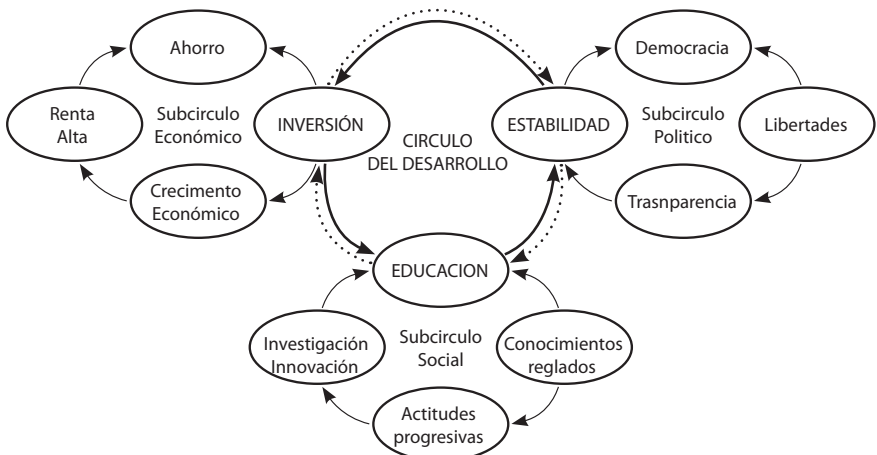 Ahorro
Renta
Alta
Subcirculo
Económico
INVERSIÓN
Crecimento
Económico
CIRCULO
DEL DESARROLLO
Democracia
ESTABILIDAD
Subcirculo
Politico
Libertades
Trasnparencia
EDUCACION
Investigación
Innovación
Subcirculo
Social
Conocimientos
reglados
Actitudes
progresivas